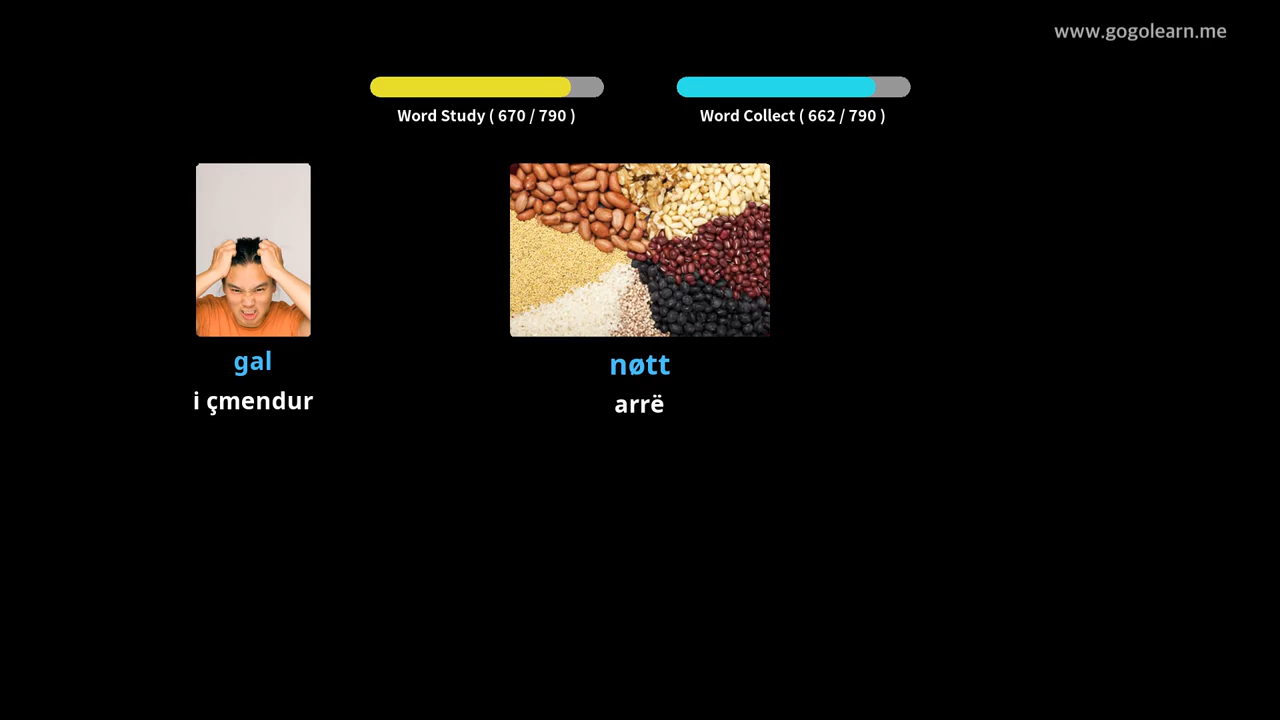 www.gogolearn.me
Word Study ( 670 / 790 )
Word Collect ( 662 / 790 )
gal
i çmendur
nøtt
arrë